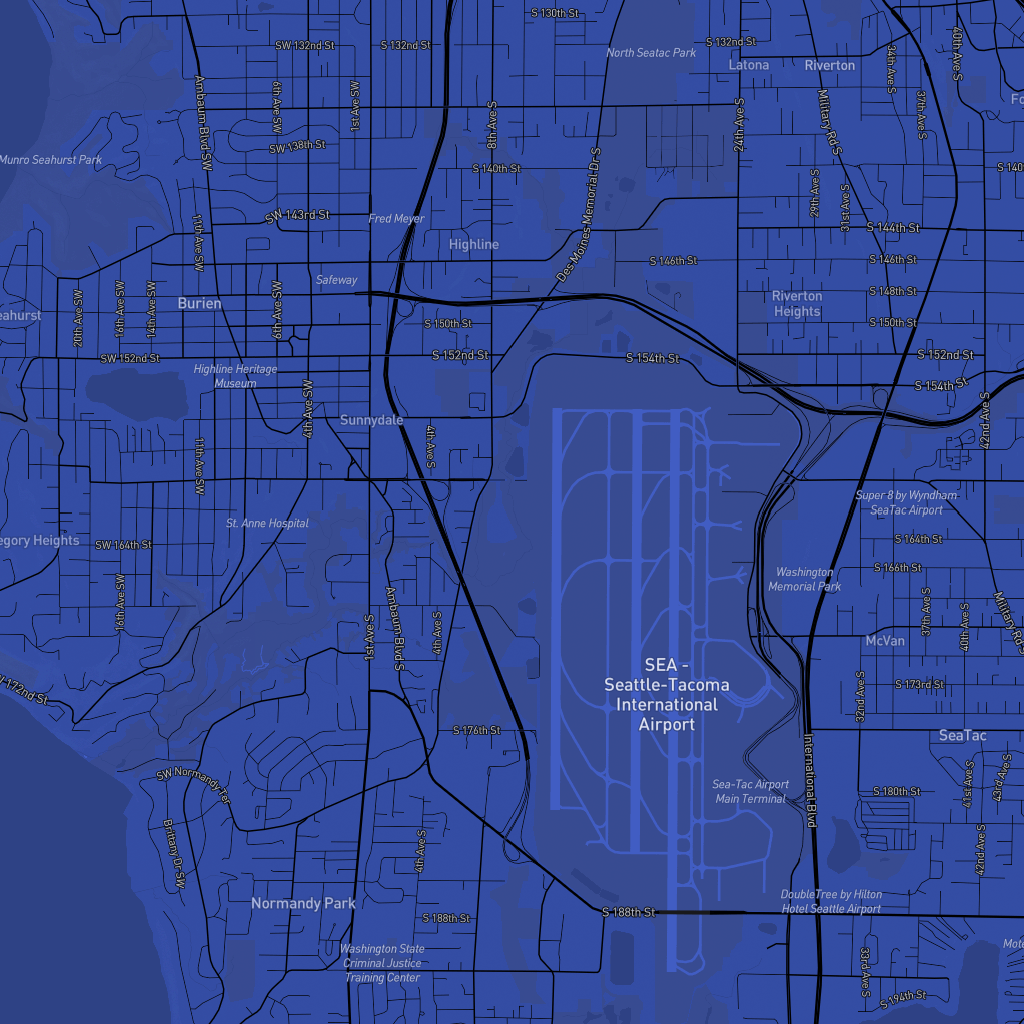 S 130th St
SW 132nd St
S 132nd St
North Seatac Park
S 132nd St
Latona
Riverton
34th Ave S
40th Ave S
Ambaum Blvd SW
6th Ave SW
1st Ave SW
8th Ave S
24th Ave S
Military Rd S
37th Ave S
Munro Seahurst Park
SW 138th St
S 140th St
Des Moines Memorial Dr S
29th Ave S
31st Ave S
11th Ave SW
SW 143rd St
Fred Meyer
Highline
S 144th St
S 146th St
S 146th St
Safeway
Burien
20th Ave SW
16th Ave SW
14th Ave SW
6th Ave SW
S 148th St
Riverton
Heights
S 150th St
S 150th St
SW 152nd St
S 152nd St
S 154th St
S 152nd St
Highline Heritage
Museum
S 154th St
4th Ave SW
Sunnydale
4th Ave S
42nd Ave S
11th Ave SW
Super 8 by Wyndham
SeaTac Airport
St. Anne Hospital
egory Heights
SW 164th St
S 164th St
S 166th St
16th Ave SW
Washington
Memorial Park
1st Ave S
Ambaum Blvd S
4th Ave S
37th Ave S
40th Ave S
Military Rd S
McVan
SEA -
Seattle-Tacoma
International
Airport
S 173rd St
32nd Ave S
S 176th St
SeaTac
International Blvd
SW Normandy Ter
Sea-Tac Airport
Main Terminal
S 180th St
41st Ave S
43rd Ave S
Brittany Dr SW
4th Ave S
42nd Ave S
Normandy Park
S 188th St
S 188th St
DoubleTree by Hilton
Hotel Seattle Airport
Washington State
Criminal Justice
Training Center
33rd Ave S
S 194th St